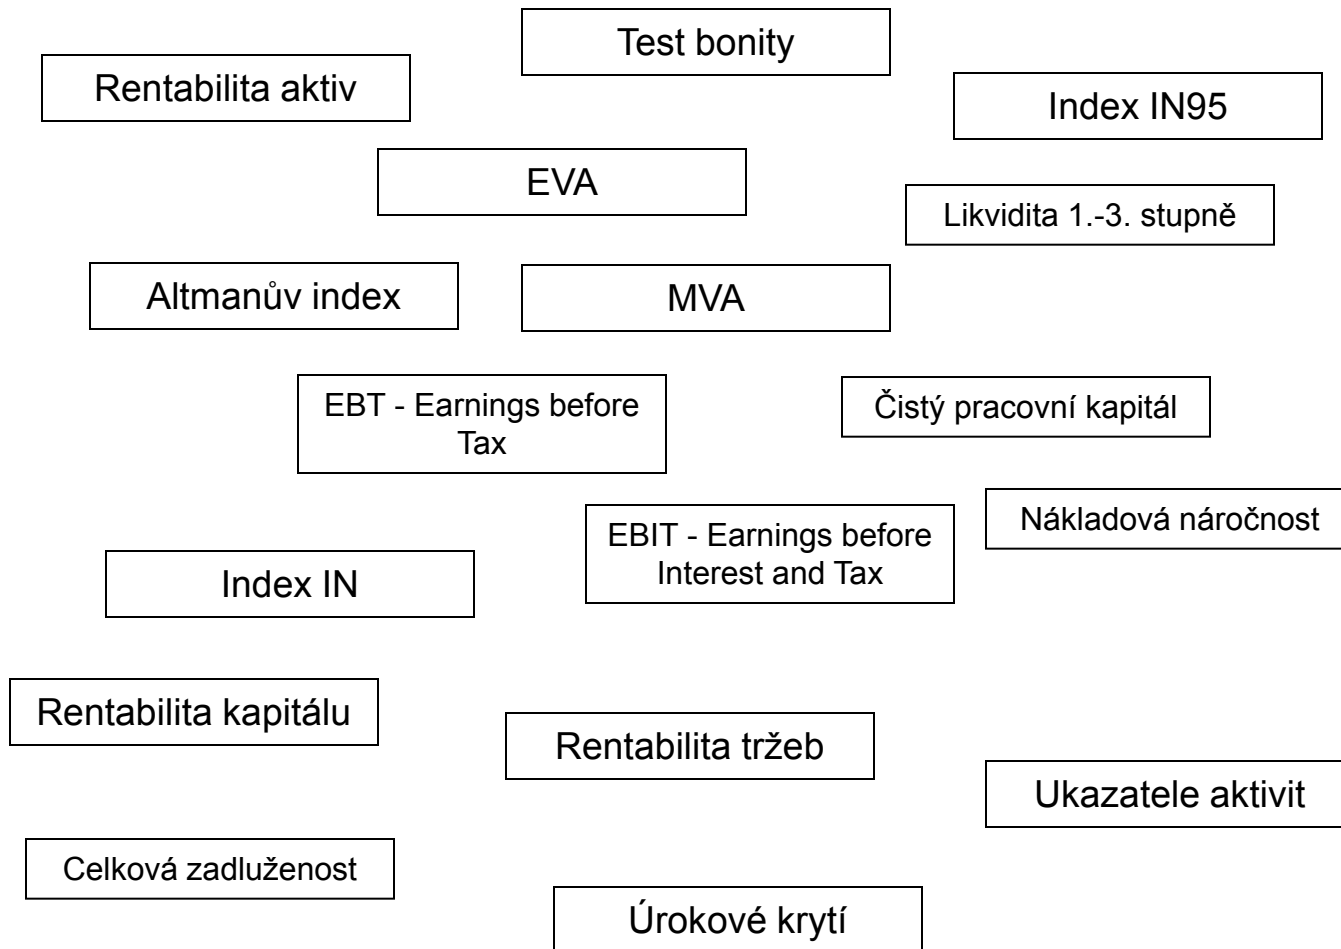 Test bonity
Rentabilita aktiv
Index IN95
EVA
Likvidita 1.-3. stupně
Altmanův index
MVA
EBT - Earnings before
Tax
Čistý pracovní kapitál
Nákladová náročnost
EBIT - Earnings before
Interest and Tax
Index IN
Rentabilita kapitálu
Rentabilita tržeb
Ukazatele aktivit
Celková zadluženost
Úrokové krytí